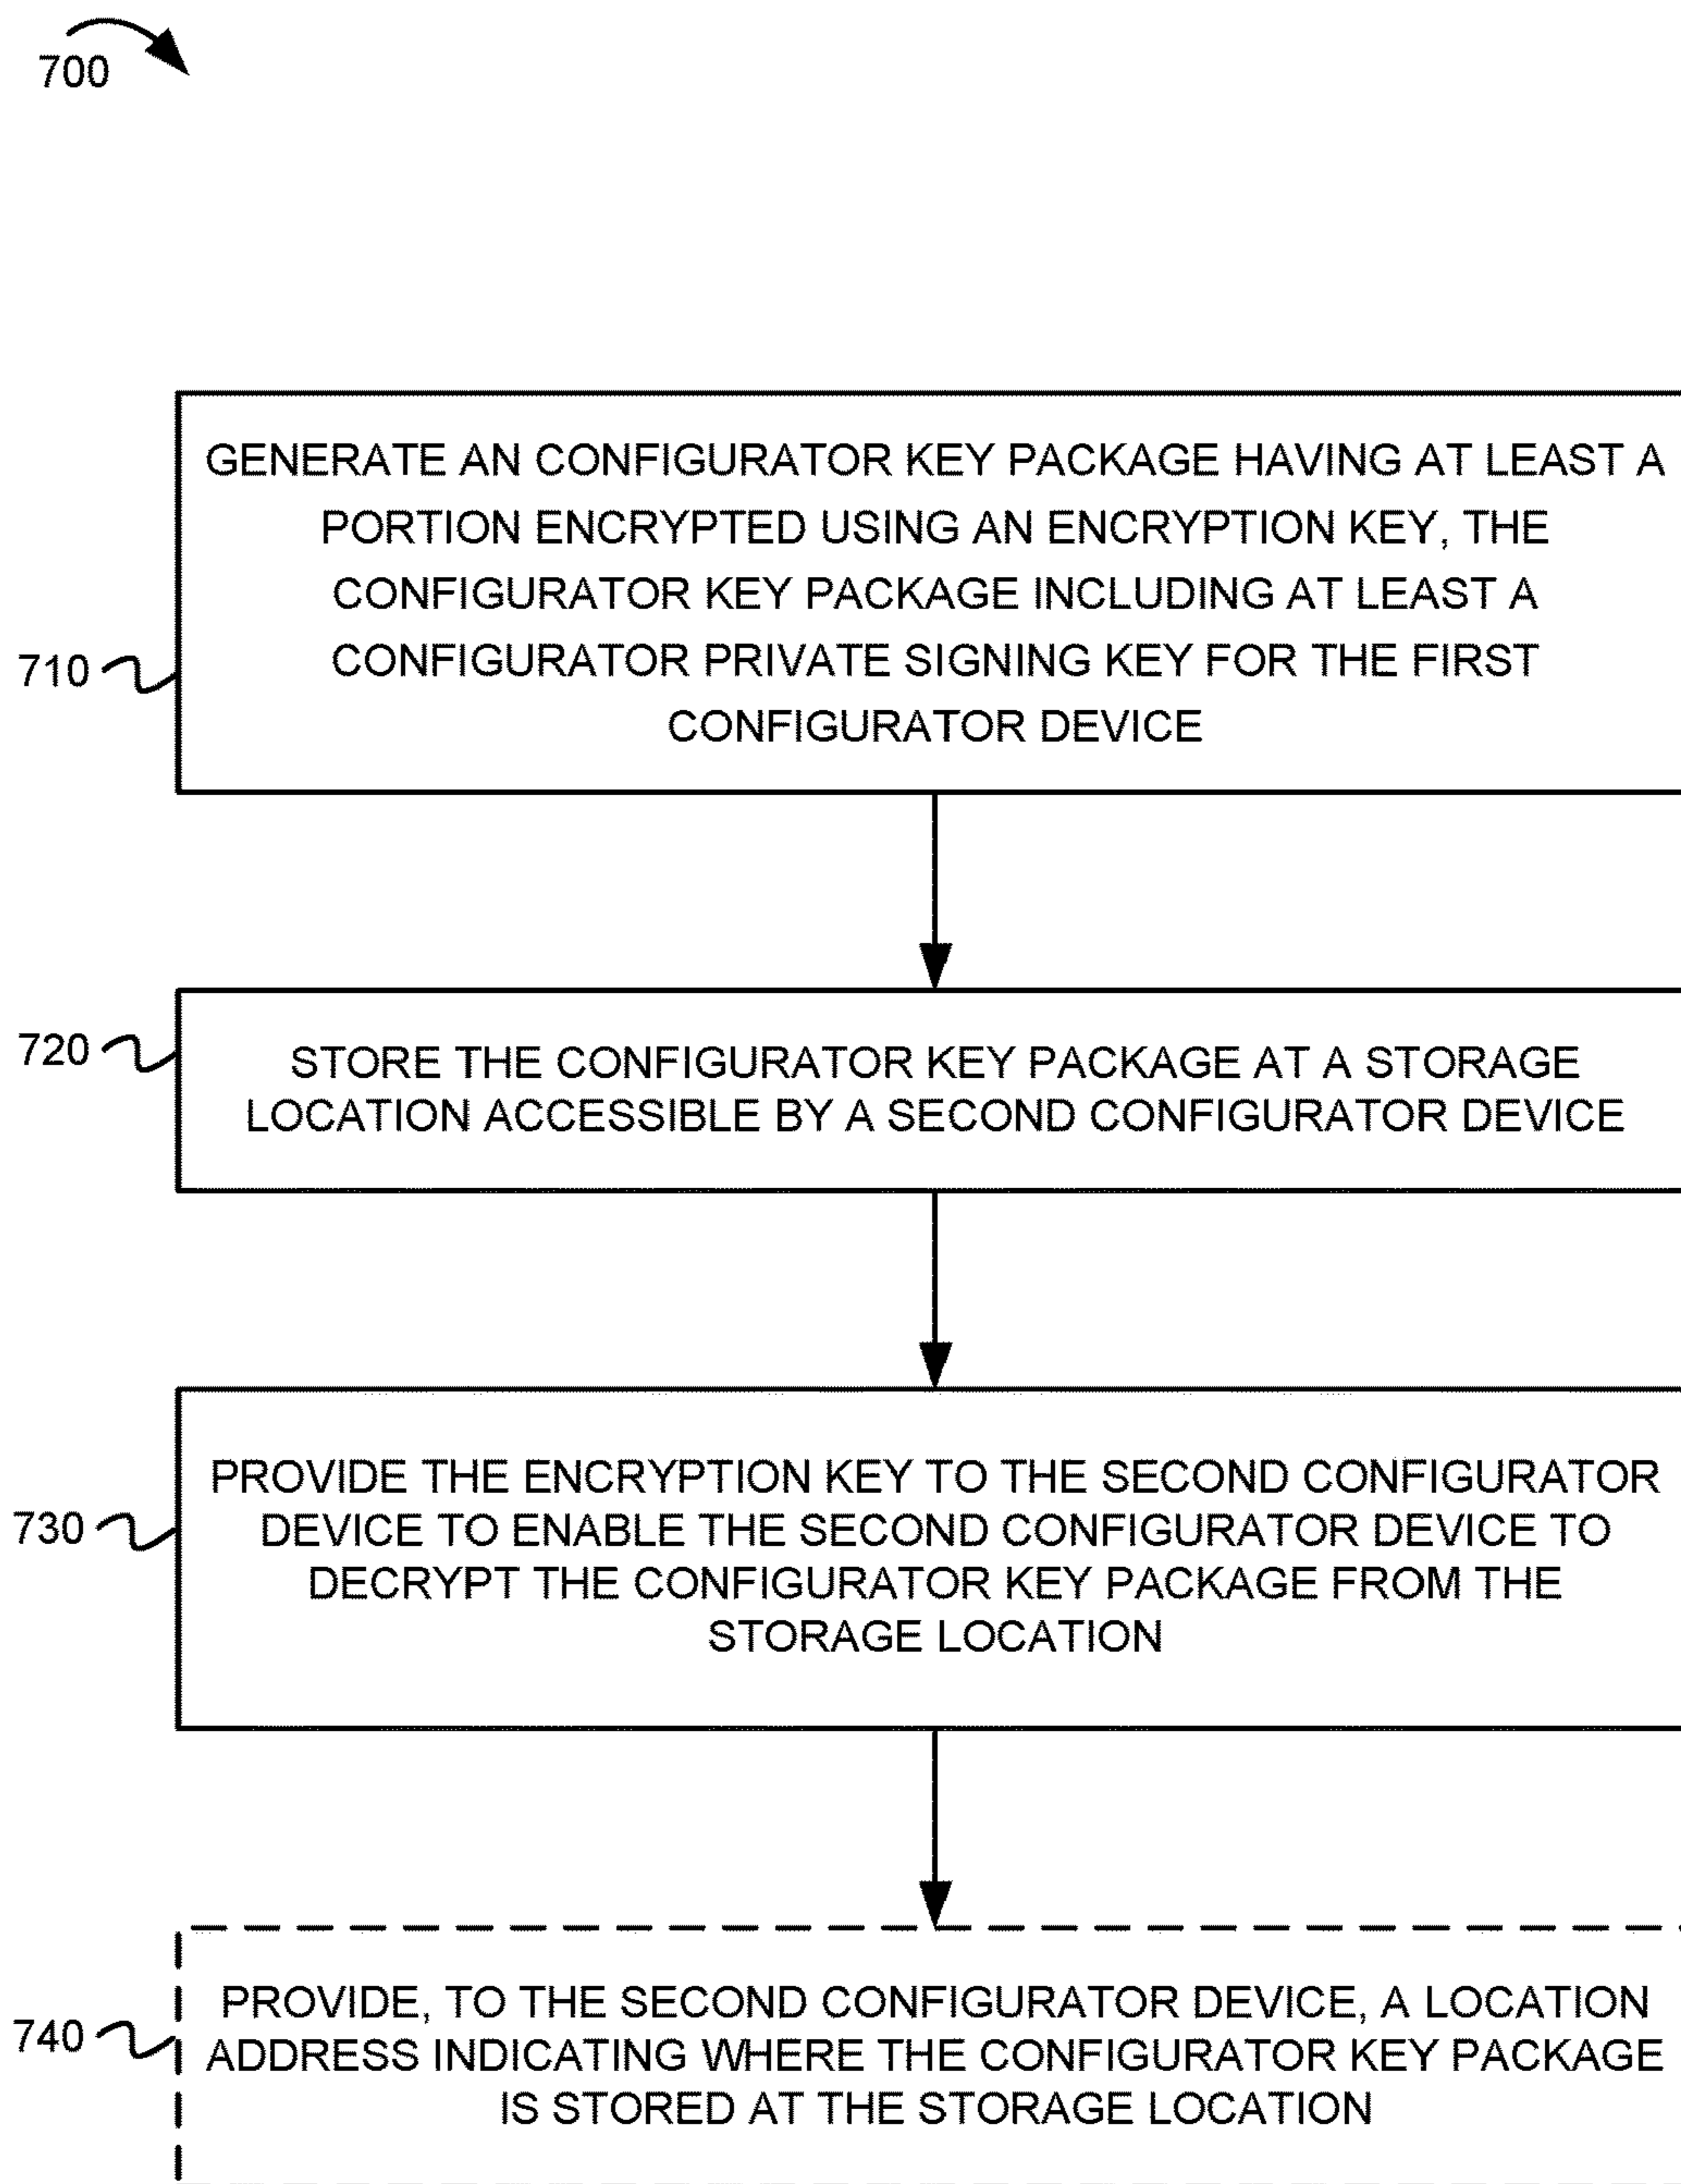 700
GENERATE AN CONFIGURATOR KEY PACKAGE HAVING AT LEAST A
PORTION ENCRYPTED USING AN ENCRYPTION KEY, THE
CONFIGURATOR KEY PACKAGE INCLUDING AT LEAST A
CONFIGURATOR PRIVATE SIGNING KEY FOR THE FIRST
CONFIGURATOR DEVICE
710
720
STORE THE CONFIGURATOR KEY PACKAGE AT A STORAGE
LOCATION ACCESSIBLE BY A SECOND CONFIGURATOR DEVICE
PROVIDE THE ENCRYPTION KEY TO THE SECOND CONFIGURATOR
DEVICE TO ENABLE THE SECOND CONFIGURATOR DEVICE TO
DECRYPT THE CONFIGURATOR KEY PACKAGE FROM THE
STORAGE LOCATION
730
PROVIDE, TO THE SECOND CONFIGURATOR DEVICE, A LOCATION
ADDRESS INDICATING WHERE THE CONFIGURATOR KEY PACKAGE
IS STORED AT THE STORAGE LOCATION
740